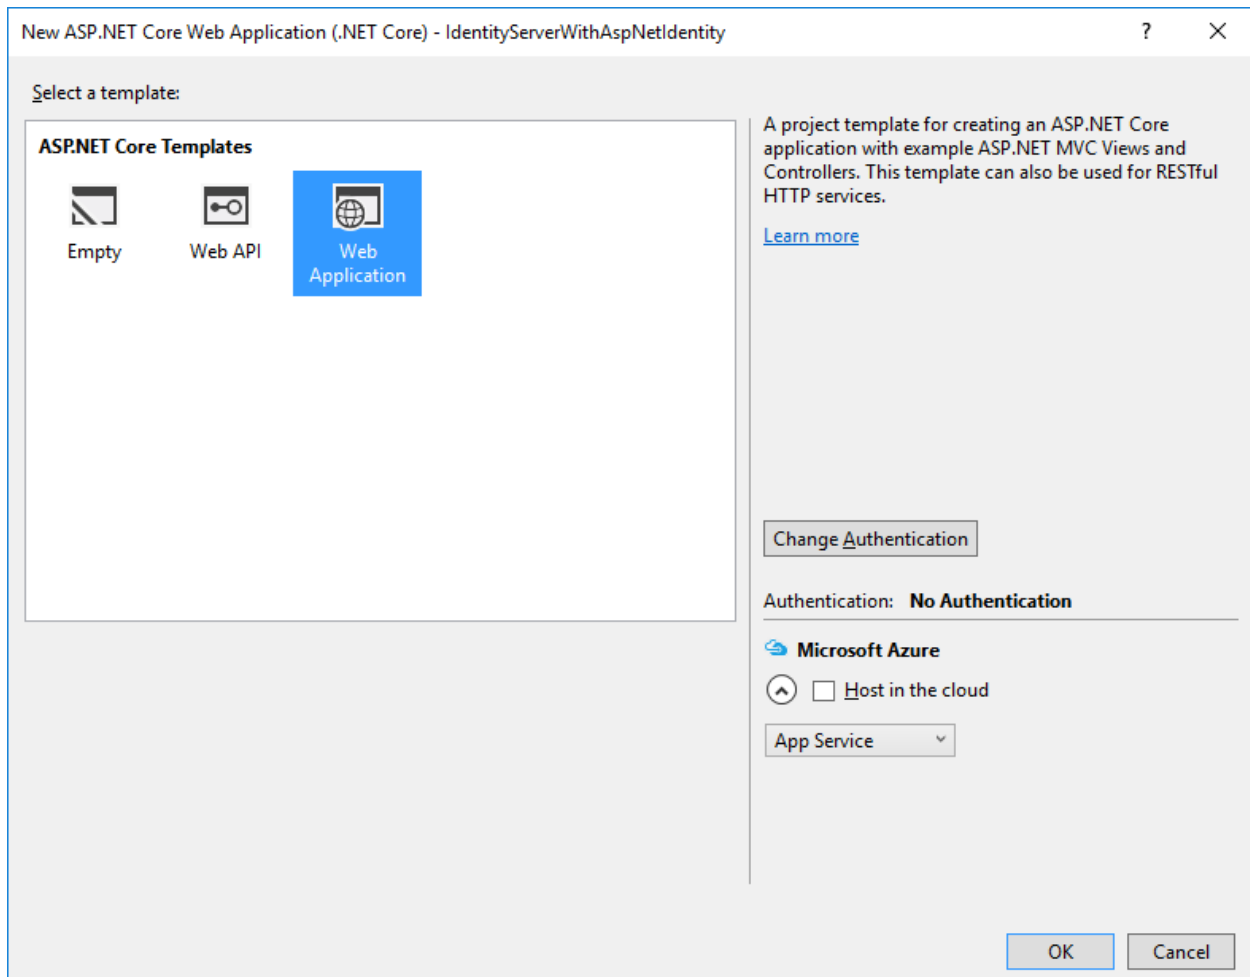 New ASP.NET Core Web Application (.NET Core) - IdentityServerWithAspNetIdentity
?
Select a template:
ASP.NET Core Templates
Empty
Web API
Web
Application
A project template for creating an ASP.NET Core
application with example ASP.NET MVC Views and
Controllers. This template can also be used for RESTful
HTTP services.
Learn more
Change Authentication
Authentication: No Authentication
Microsoft Azure
Host in the cloud
App Service
OK
Cancel